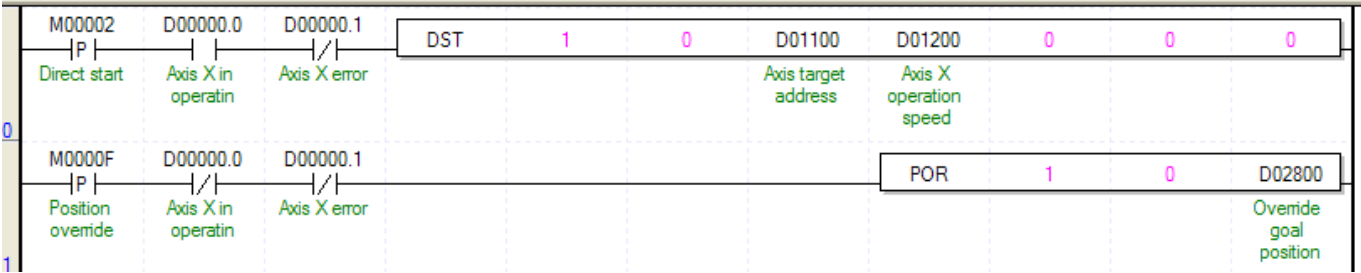 M00002 D00000.0 D00000.1
P DST 1 0 D01100 D01200 0 0 0
Direct start Axis X in Axis X error Axis target Axis X
operatin address operation
speed
0
M0000F D00000.0 D00000.1
P POR 1 0 D02800
Position Axis X in Axis X error Override
override operatin goal
position
1